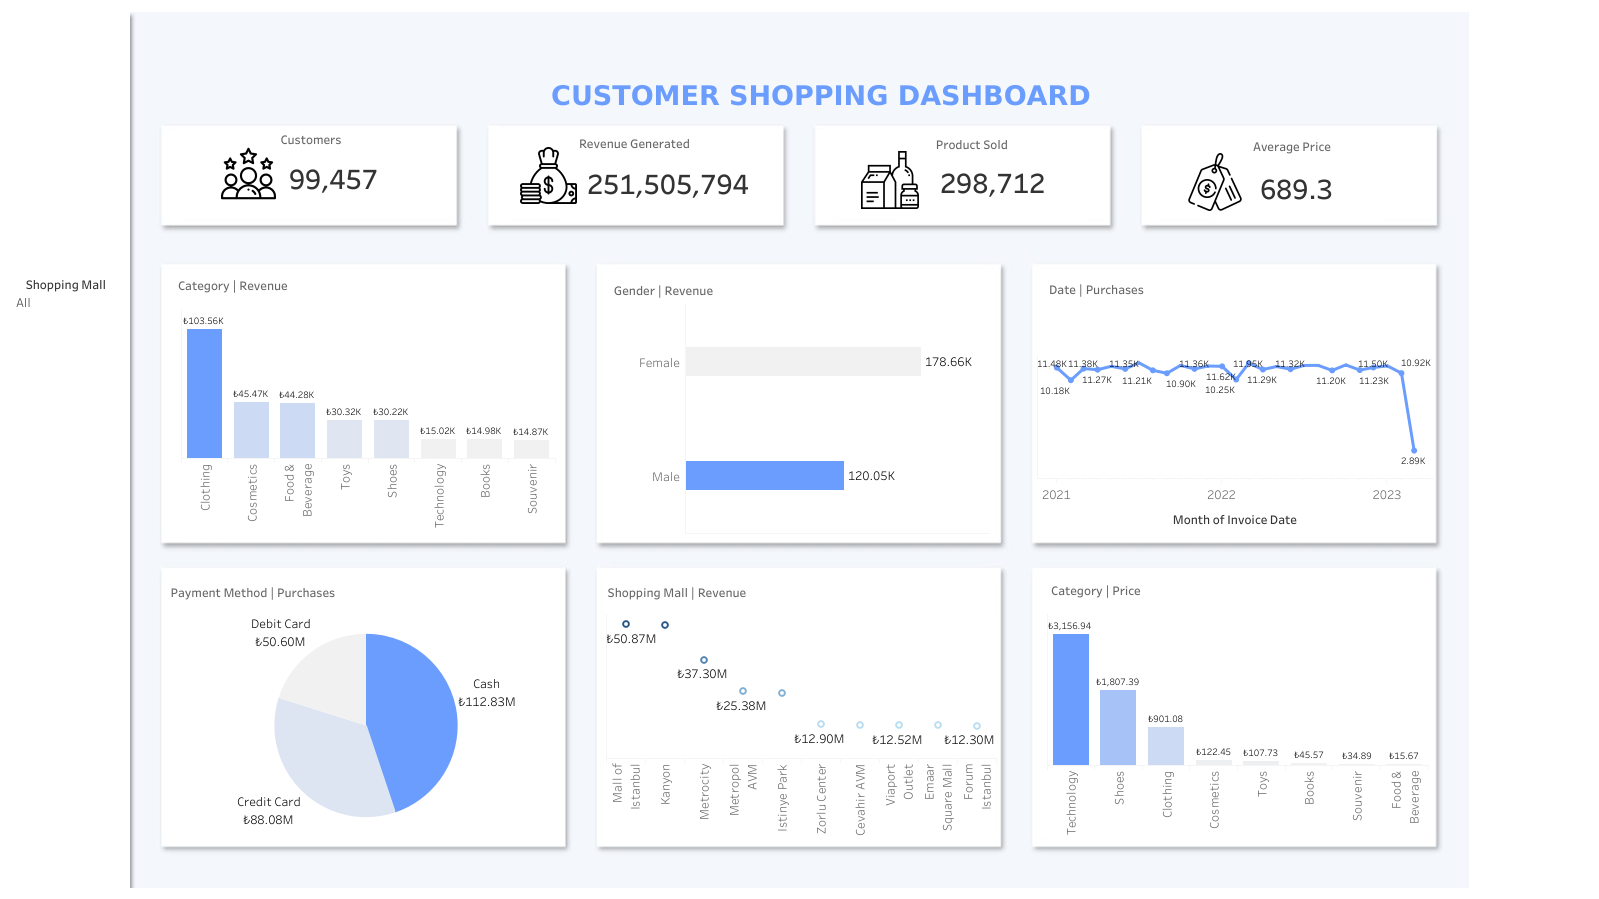 CUSTOMER SHOPPING DASHBOARD
Customers
99,457
Revenue Generated
251,505,794
Product Sold
298,712
Average Price
689.3
Shopping Mall
All
Category | Revenue
₺103.56K
₺45.47K
₺44.28K
₺30.32K
₺30.22K
₺15.02K
₺14.98K
₺14.87K
Clothing
Cosmetics
Food &
Beverage
Toys
Shoes
Technology
Books
Souvenir
Gender | Revenue
Female
178.66K
Male
120.05K
Date | Purchases
11.48K
11.38K
11.35K
11.36K
11.95K
11.32K
11.50K
10.92K
10.18K
11.27K
11.21K
10.90K
11.62K
10.25K
11.29K
11.20K
11.23K
2.89K
2021
2022
2023
Month of Invoice Date
Payment Method | Purchases
Debit Card
₺50.60M
Cash
₺112.83M
Credit Card
₺88.08M
Shopping Mall | Revenue
₺50.87M
₺37.30M
₺25.38M
₺12.90M
₺12.52M
₺12.30M
Mall of
Istanbul
Kanyon
Metrocity
Metropol
AVM
Istinye Park
Zorlu Center
Cevahir AVM
Viaport
Outlet
Emaar
Square Mall
Forum
Istanbul
Category | Price
₺3,156.94
₺1,807.39
₺901.08
₺122.45
₺107.73
₺45.57
₺34.89
₺15.67
Technology
Shoes
Clothing
Cosmetics
Toys
Books
Souvenir
Food &
Beverage